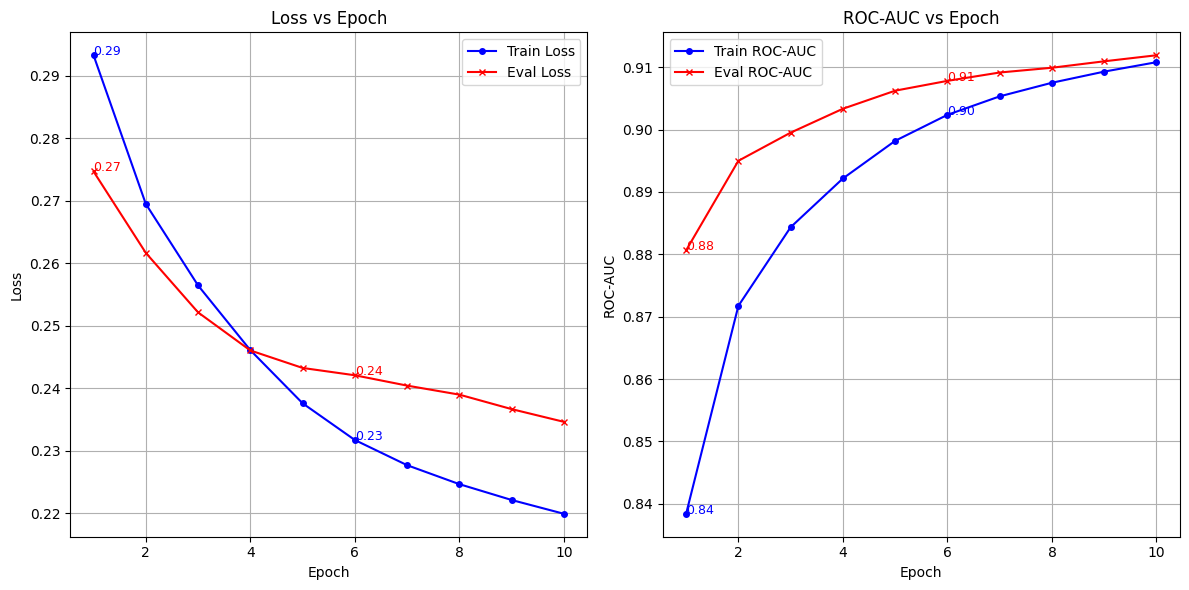 Loss vs Epoch
Train Loss
Eval Loss
0.29
0.27
0.24
0.23
0.29
0.28
0.27
0.26
0.25
0.24
0.23
0.22
Loss
2 4 6 8 10
Epoch
ROC-AUC vs Epoch
Train ROC-AUC
Eval ROC-AUC
0.91
0.90
0.88
0.84
0.91
0.90
0.89
0.88
0.87
0.86
0.85
0.84
ROC-AUC
2 4 6 8 10
Epoch